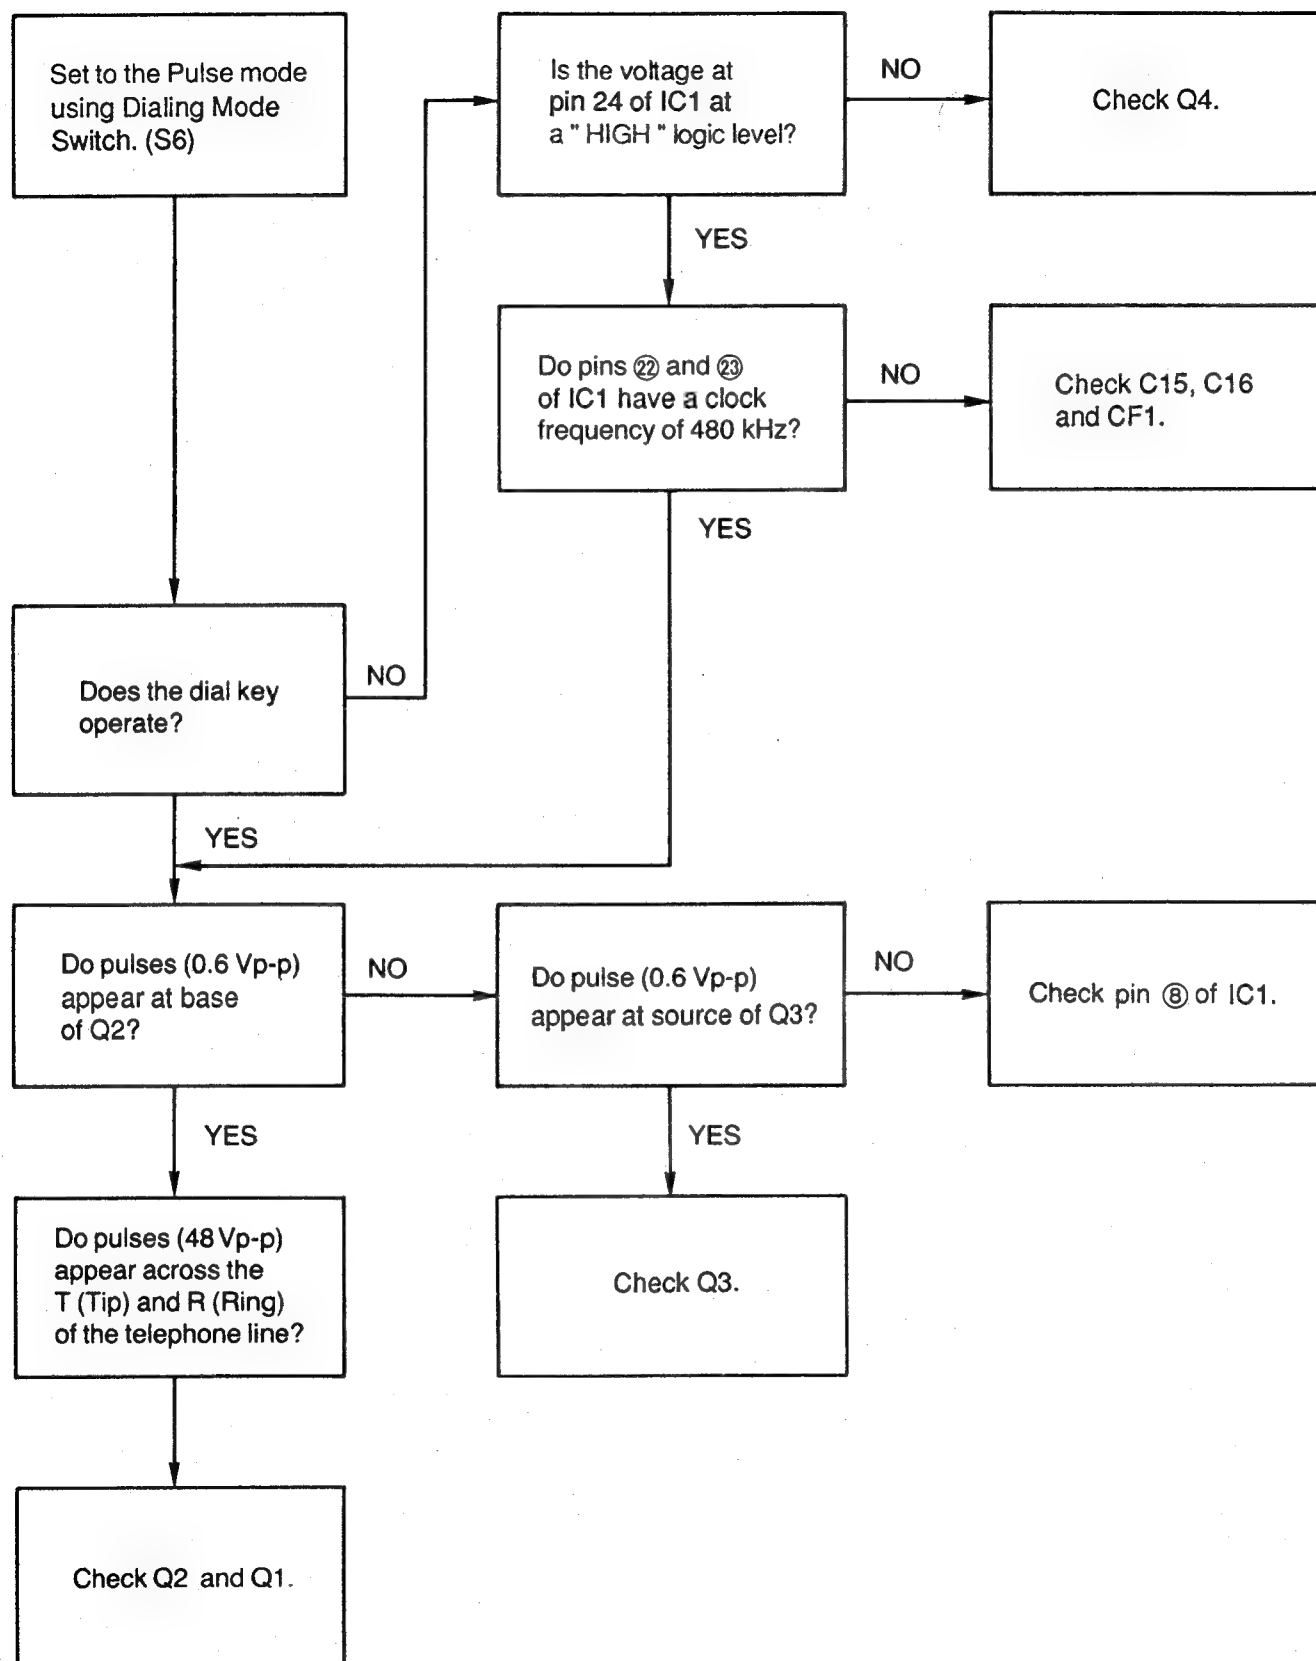 Set to the Pulse mode
using Dialing Mode
Switch. (S6)
Is the voltage at
pin 24 of IC1 at
a " HIGH " logic level?
NO
Check Q4.
YES
Do pins ㉒ and ㉓
of IC1 have a clock
frequency of 480 kHz?
NO
Check C15, C16
and CF1.
YES
Does the dial key
operate?
NO
YES
Do pulses (0.6 Vp-p)
appear at base
of Q2?
NO
Do pulse (0.6 Vp-p)
appear at source of Q3?
NO
Check pin ⑧ of IC1.
YES
YES
Do pulses (48 Vp-p)
appear across the
T (Tip) and R (Ring)
of the telephone line?
Check Q3.
Check Q2 and Q1.